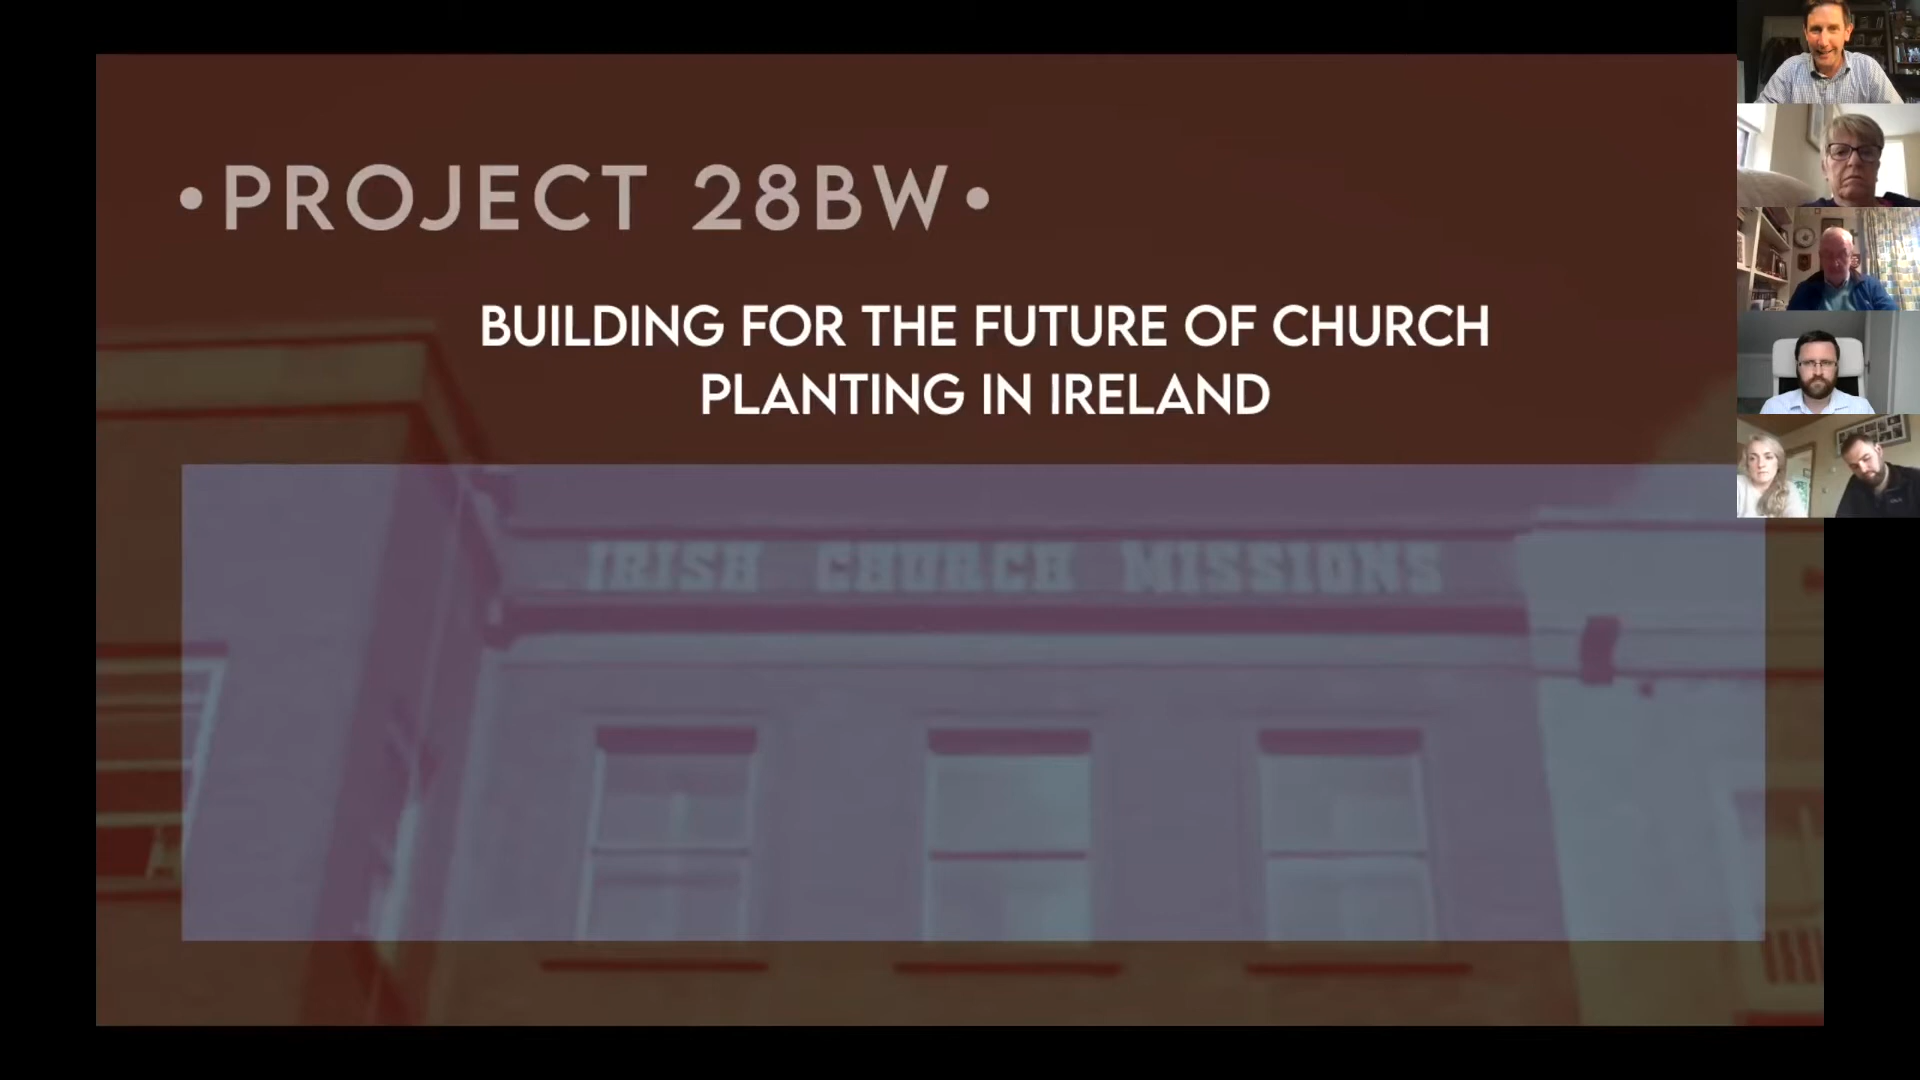 •PROJECT 28BW•
BUILDING FOR THE FUTURE OF CHURCH
PLANTING IN IRELAND
IRISH CHURCH MISSIONS